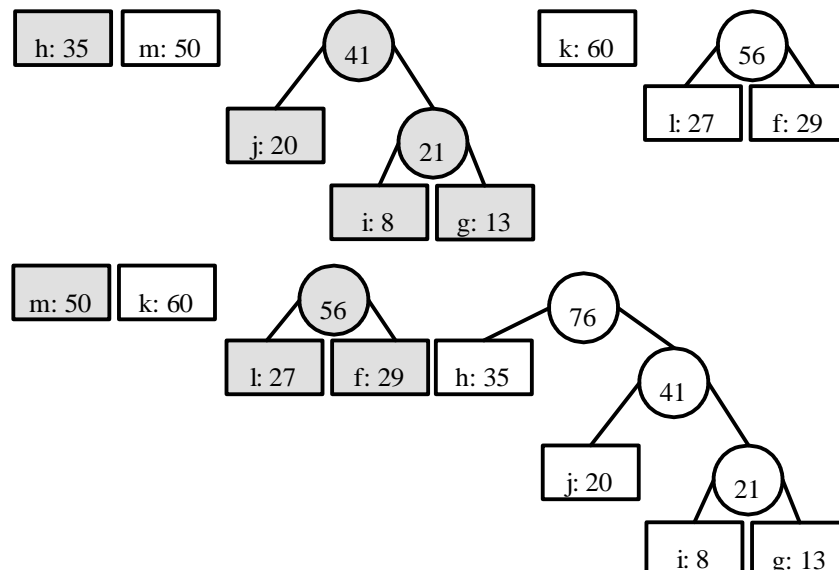 h: 35 m: 50 41 k: 60 56
j: 20 21 l: 27 f: 29
i: 8 g: 13
m: 50 k: 60 56 76
l: 27 f: 29 h: 35 41
j: 20 21
i: 8 g: 13